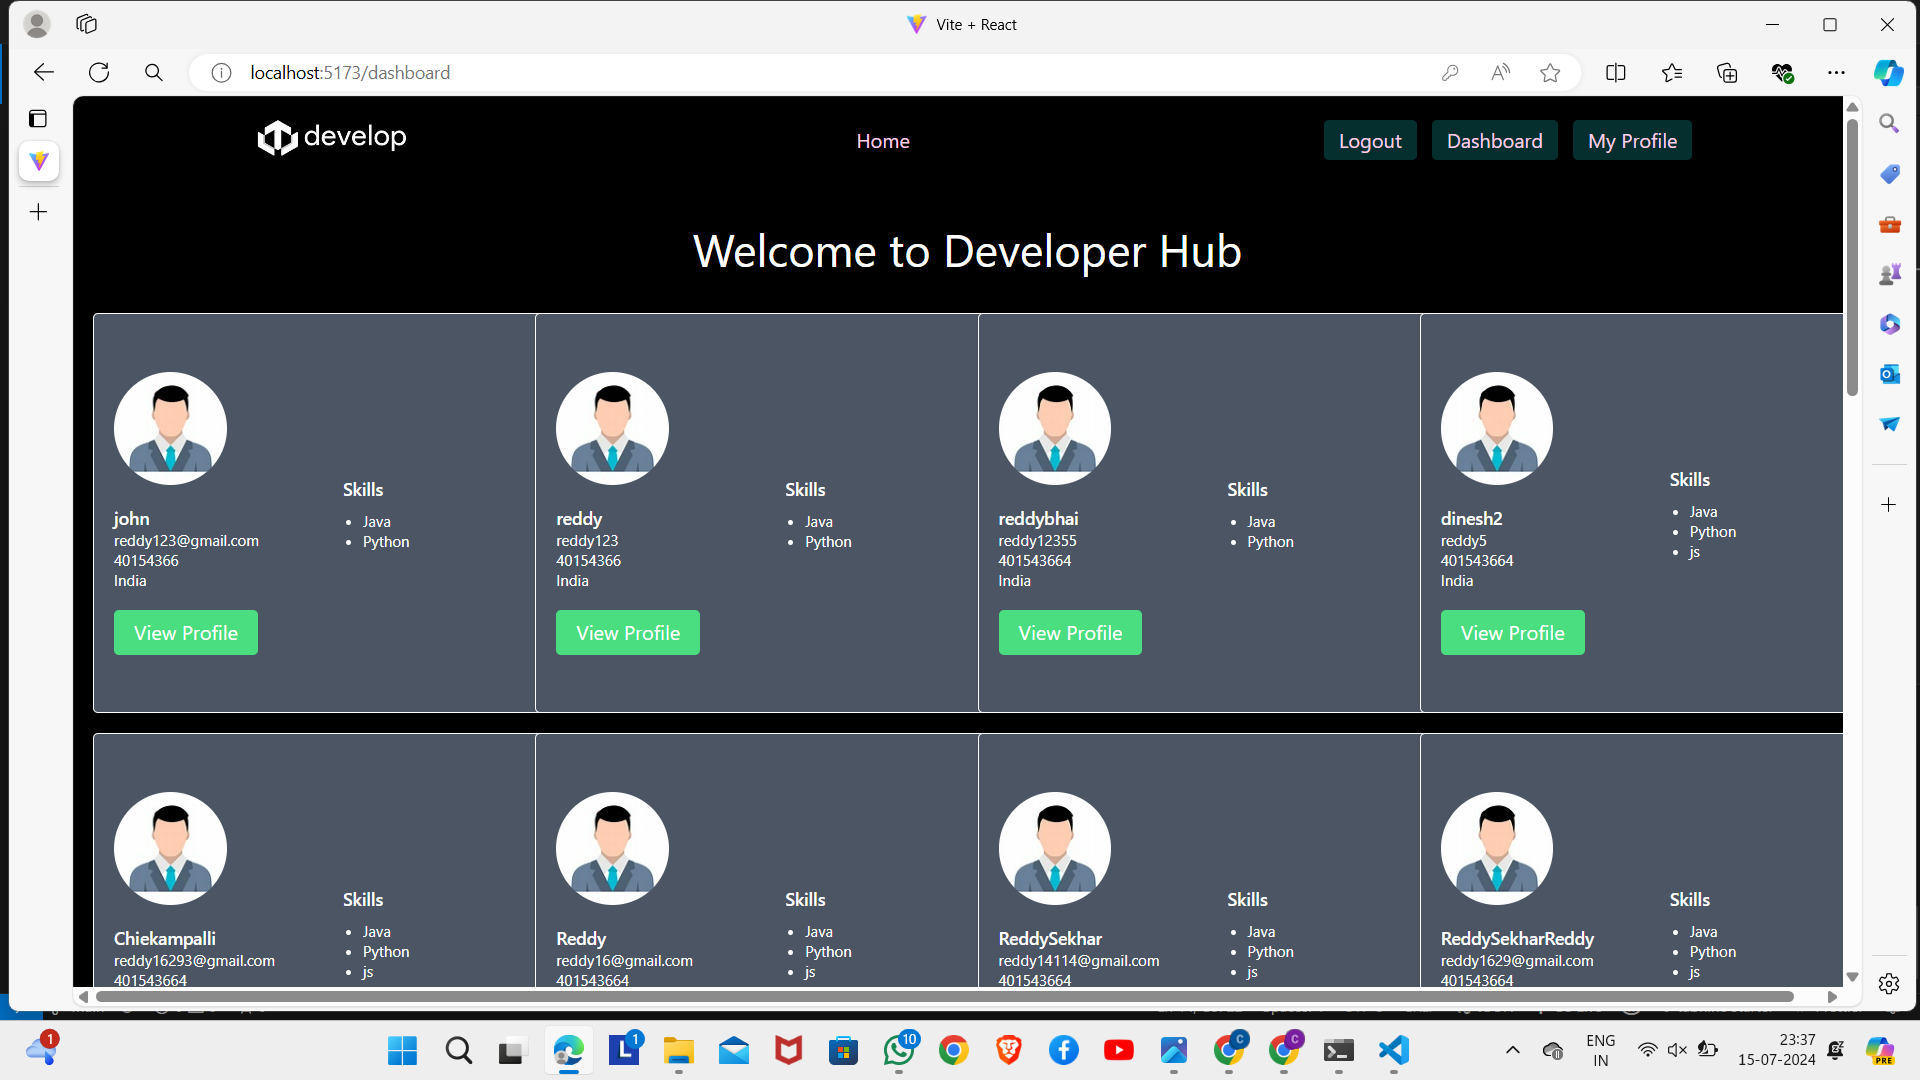 Vite + React
localhost:5173/dashboard
develop
Home
Logout
Dashboard
My Profile
Welcome to Developer Hub
john
reddy123@gmail.com
40154366
India
Skills
Java
Python
View Profile
reddy
reddy123
40154366
India
Skills
Java
Python
View Profile
reddybhai
reddy12355
401543664
India
Skills
Java
Python
View Profile
dinesh2
reddy5
401543664
India
Skills
Java
Python
js
View Profile
Chiekampalli
reddy16293@gmail.com
401543664
Skills
Java
Python
js
Reddy
reddy16@gmail.com
401543664
Skills
Java
Python
js
ReddySekhar
reddy14114@gmail.com
401543664
Skills
Java
Python
js
ReddySekharReddy
reddy1629@gmail.com
401543664
Skills
Java
Python
js
1
L
1
10
C
C
ENG
IN
23:37
15-07-2024
PRE